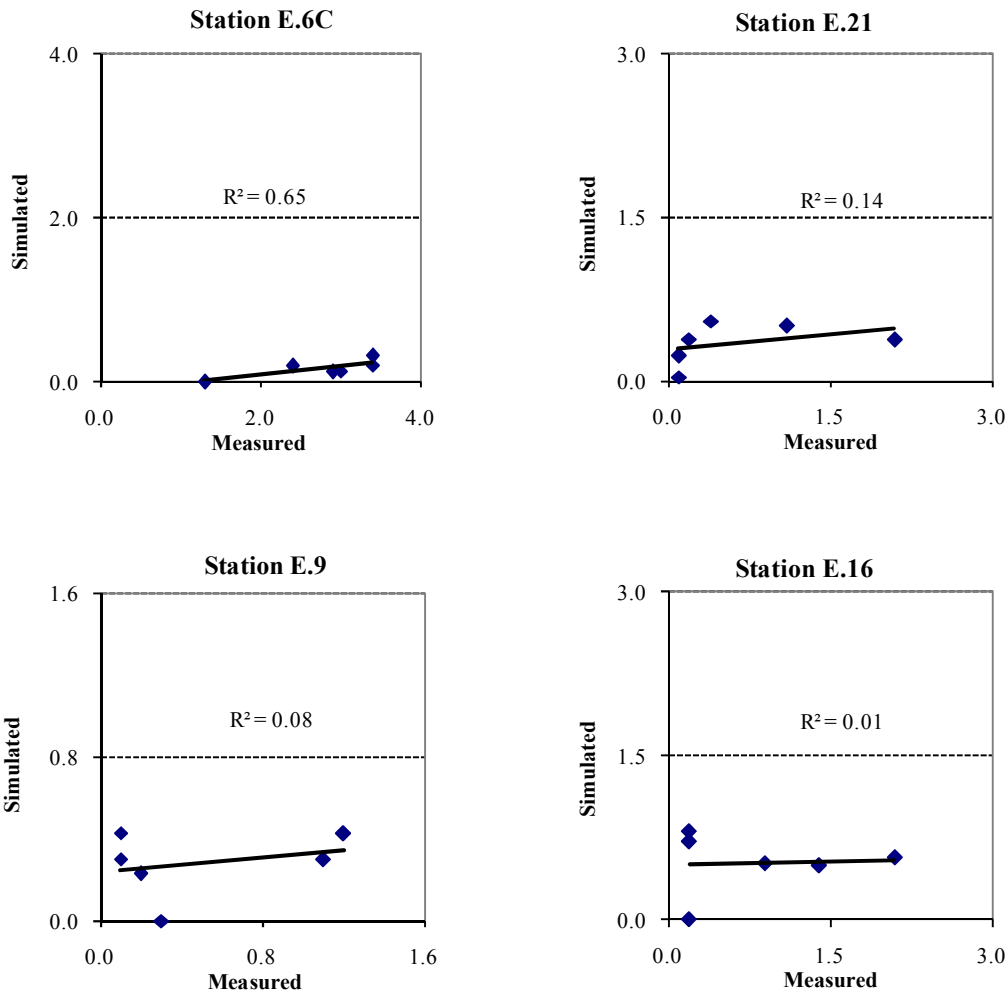 Station E.6C
4.0
2.0
0.0
Simulated
R² = 0.65
0.0 2.0 4.0
Measured
Station E.21
3.0
1.5
0.0
Simulated
R² = 0.14
0.0 1.5 3.0
Measured
Station E.9
1.6
0.8
0.0
Simulated
R² = 0.08
0.0 0.8 1.6
Measured
Station E.16
3.0
1.5
0.0
Simulated
R² = 0.01
0.0 1.5 3.0
Measured